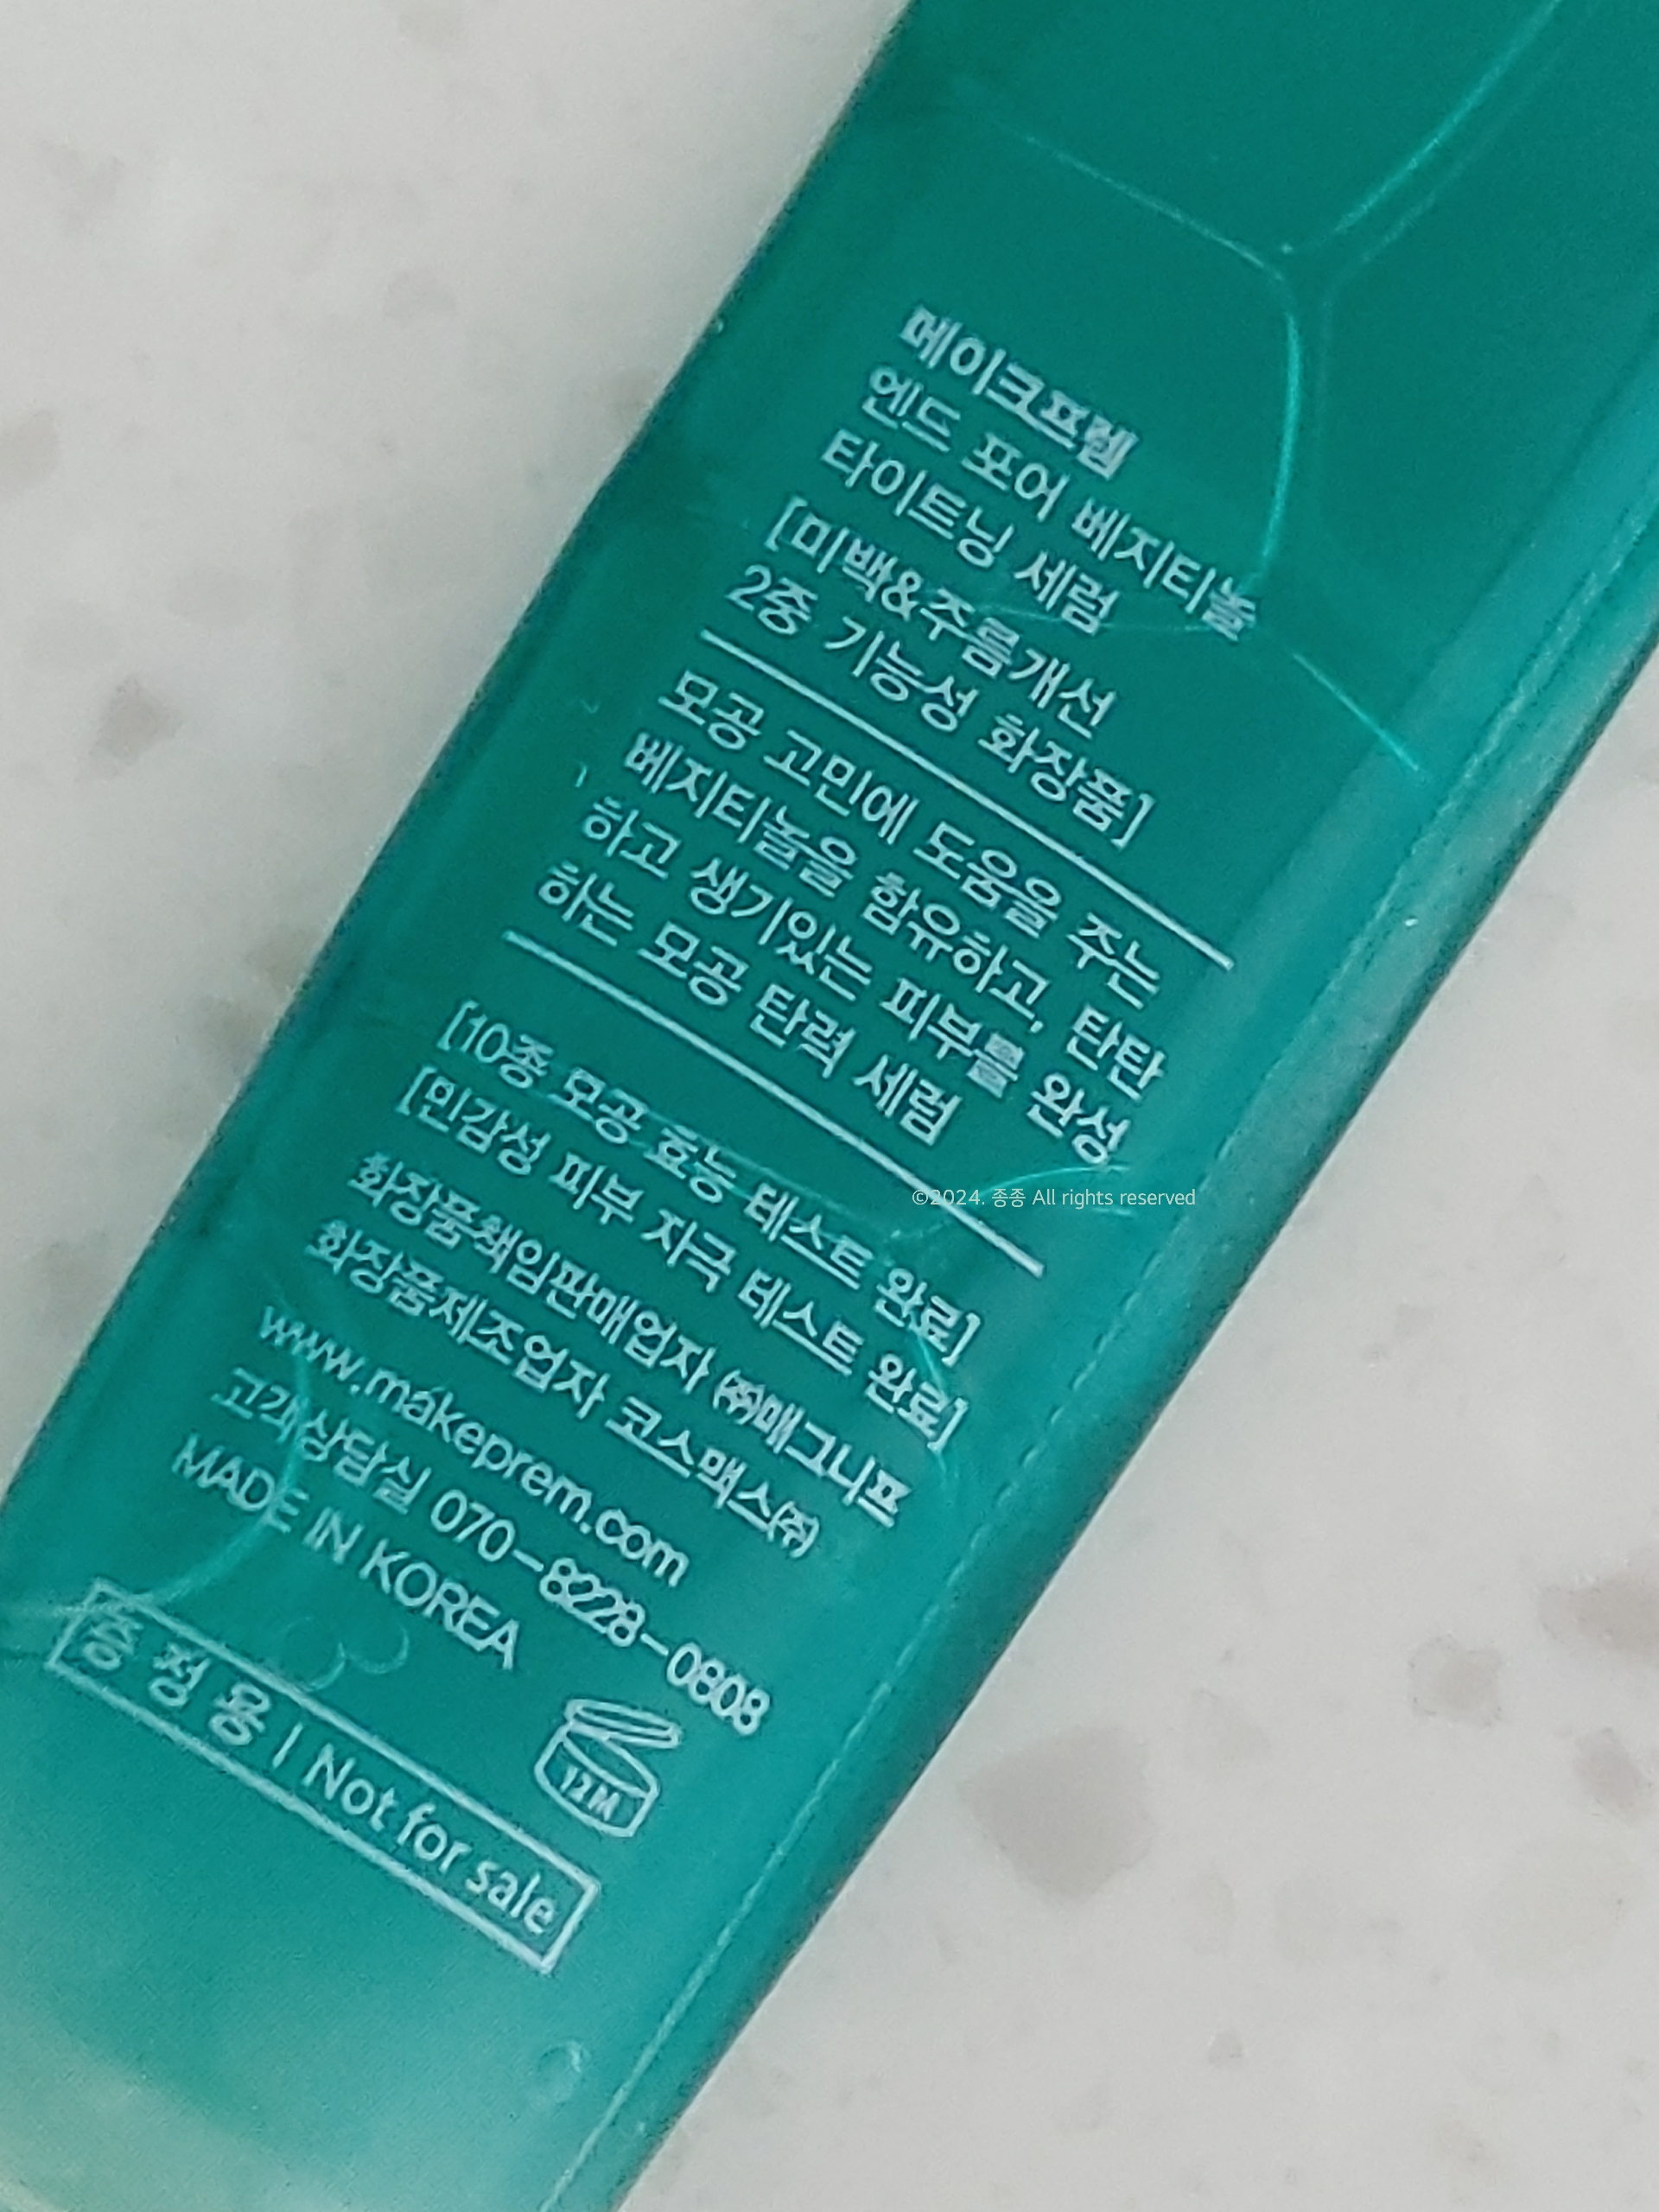 메이크프렘
엔드 포어 베지티놀
타이트닝 세럼
[미백&주름개선
2중 기능성 화장품]
모공 고민에 도움을 주는
베지티놀을 함유하고, 탄탄
하고 생기있는 피부를 완성
하는 모공 탄력 세럼
[10종 모공 효능 테스트 완료]
[민감성 피부 자극 테스트 완료]
화장품책임판매업자 ㈜매그니프
화장품제조업자 코스맥스㈜
www.makeprem.com
고객상담실 070-8228-0808
MADE IN KOREA
12M
증 정 용 | Not for sale
©2024. 종종 All rights reserved